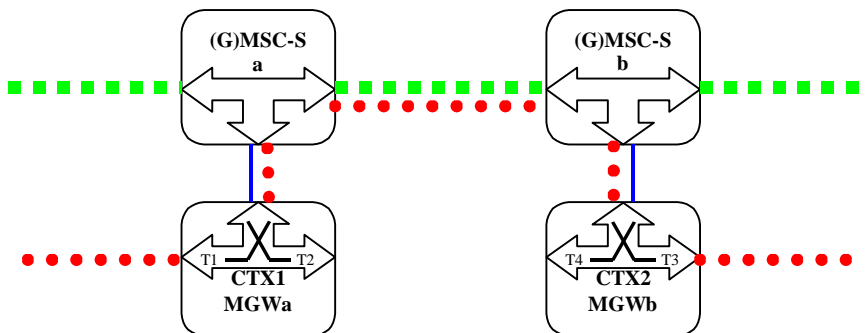 (G)MSC-S
a
(G)MSC-S
b
T1
T2
CTX1
MGWa
T4
T3
CTX2
MGWb